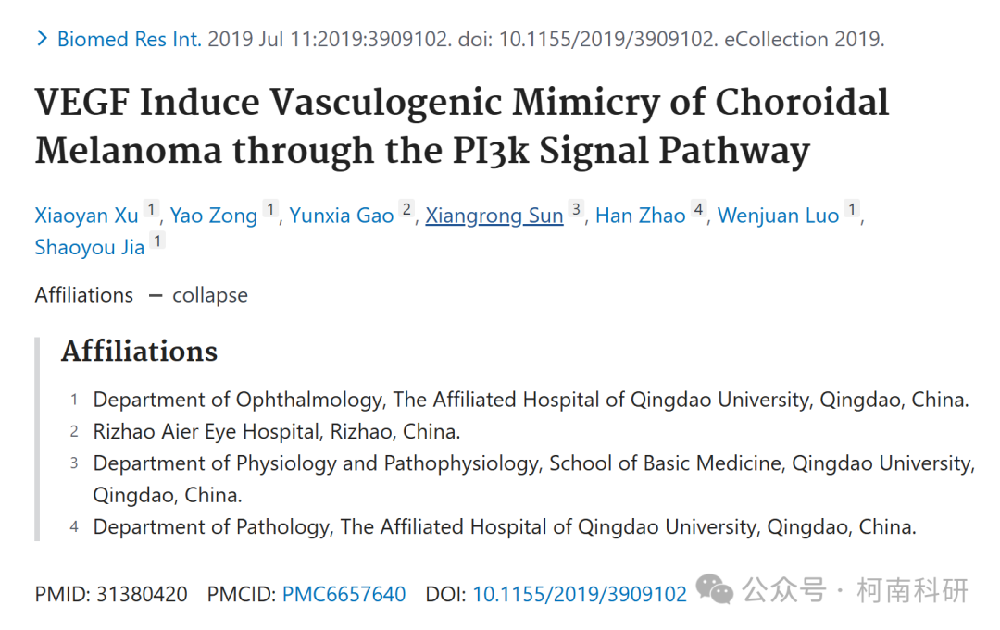 Biomed Res Int. 2019 Jul 11:2019:3909102. doi: 10.1155/2019/3909102. eCollection 2019.
VEGF Induce Vasculogenic Mimicry of Choroidal
Melanoma through the PI3k Signal Pathway
Xiaoyan Xu 1, Yao Zong 1, Yunxia Gao 2, Xiangrong Sun 3, Han Zhao 4, Wenjuan Luo 1,
Shaoyou Jia 1
Affiliations — collapse
Affiliations
1 Department of Ophthalmology, The Affiliated Hospital of Qingdao University, Qingdao, China.
2 Rizhao Aier Eye Hospital, Rizhao, China.
3 Department of Physiology and Pathophysiology, School of Basic Medicine, Qingdao University,
Qingdao, China.
4 Department of Pathology, The Affiliated Hospital of Qingdao University, Qingdao, China.
PMID: 31380420 PMCID: PMC6657640 DOI: 10.1155/2019/3909102 公众号 · 柯南科研